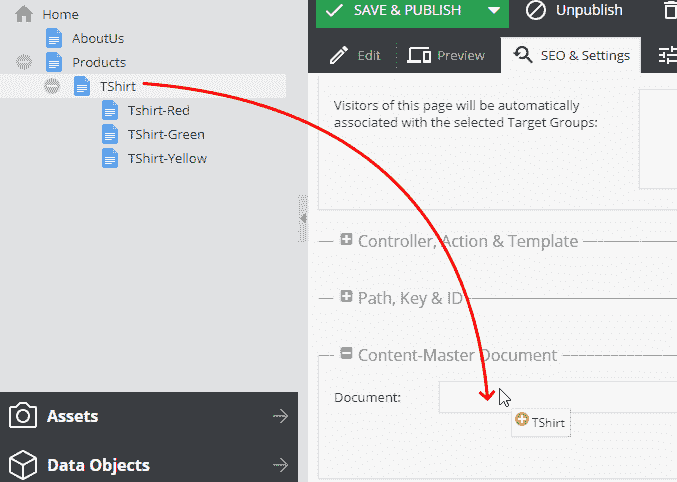 Home
AboutUs
Products
TShirt
Tshirt-Red
TShirt-Green
TShirt-Yellow
Assets
Data Objects
SAVE & PUBLISH
Unpublish
Edit
Preview
SEO & Settings
Visitors of this page will be automatically
associated with the selected Target Groups:
Controller, Action & Template
Path, Key & ID
Content-Master Document
Document:
TShirt